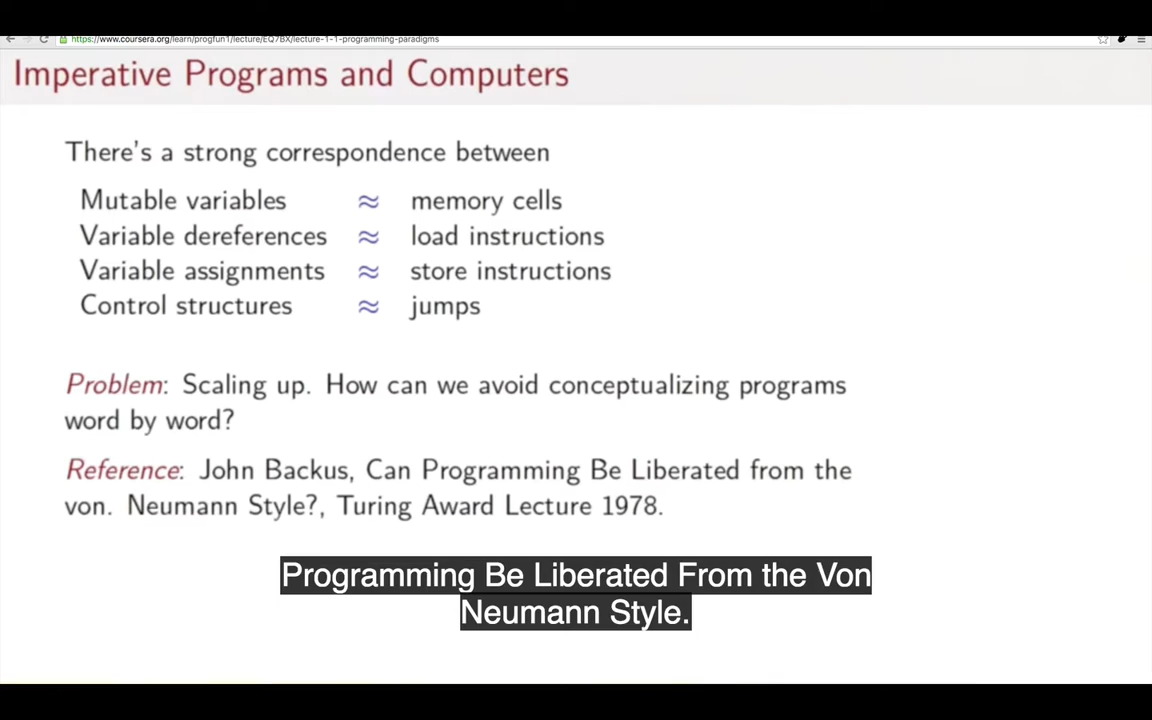 https://www.coursera.org/learn/progfun1/lecture/EQ7BX/lecture-1-1-programming-paradigms
Imperative Programs and Computers
There's a strong correspondence between
Mutable variables ≈ memory cells
Variable dereferences ≈ load instructions
Variable assignments ≈ store instructions
Control structures ≈ jumps
Problem: Scaling up. How can we avoid conceptualizing programs
word by word?
Reference: John Backus, Can Programming Be Liberated from the
von. Neumann Style?, Turing Award Lecture 1978.
Programming Be Liberated From the Von
Neumann Style.